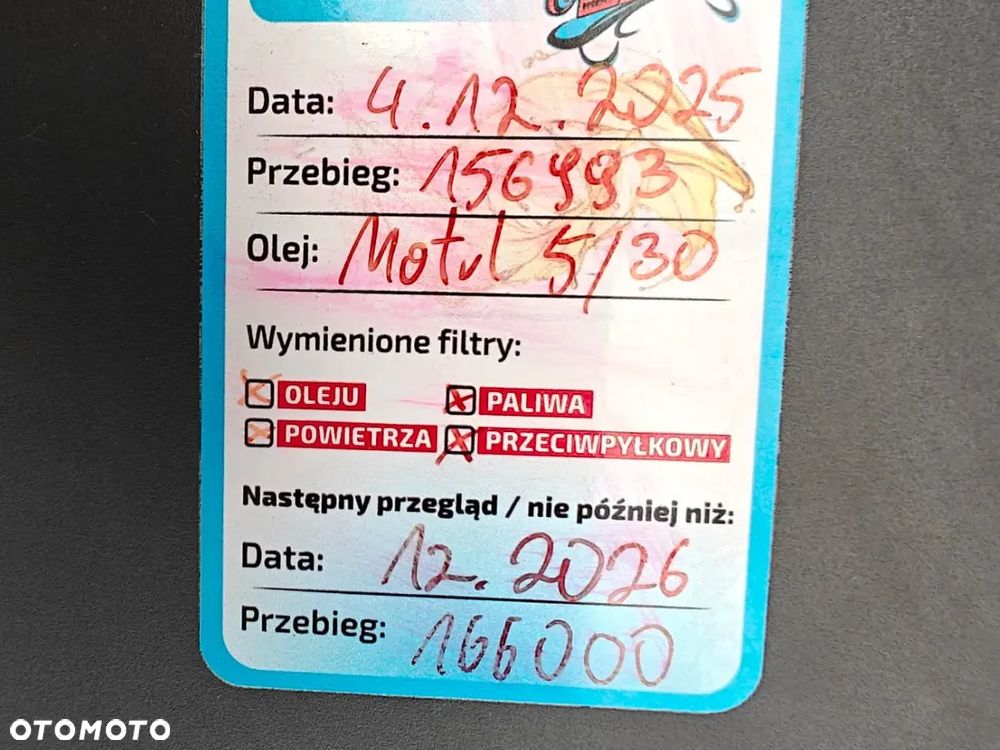 Data: 4.12.2025
Przebieg: 156993
Olej: Motul 5/30
Wymienione filtry:
OLEJU PALIWA
POWIETRZA PRZECIWPYŁKOWY
Następny przegląd / nie później niż:
Data: 12.2026
Przebieg: 166000
OTOMOTO